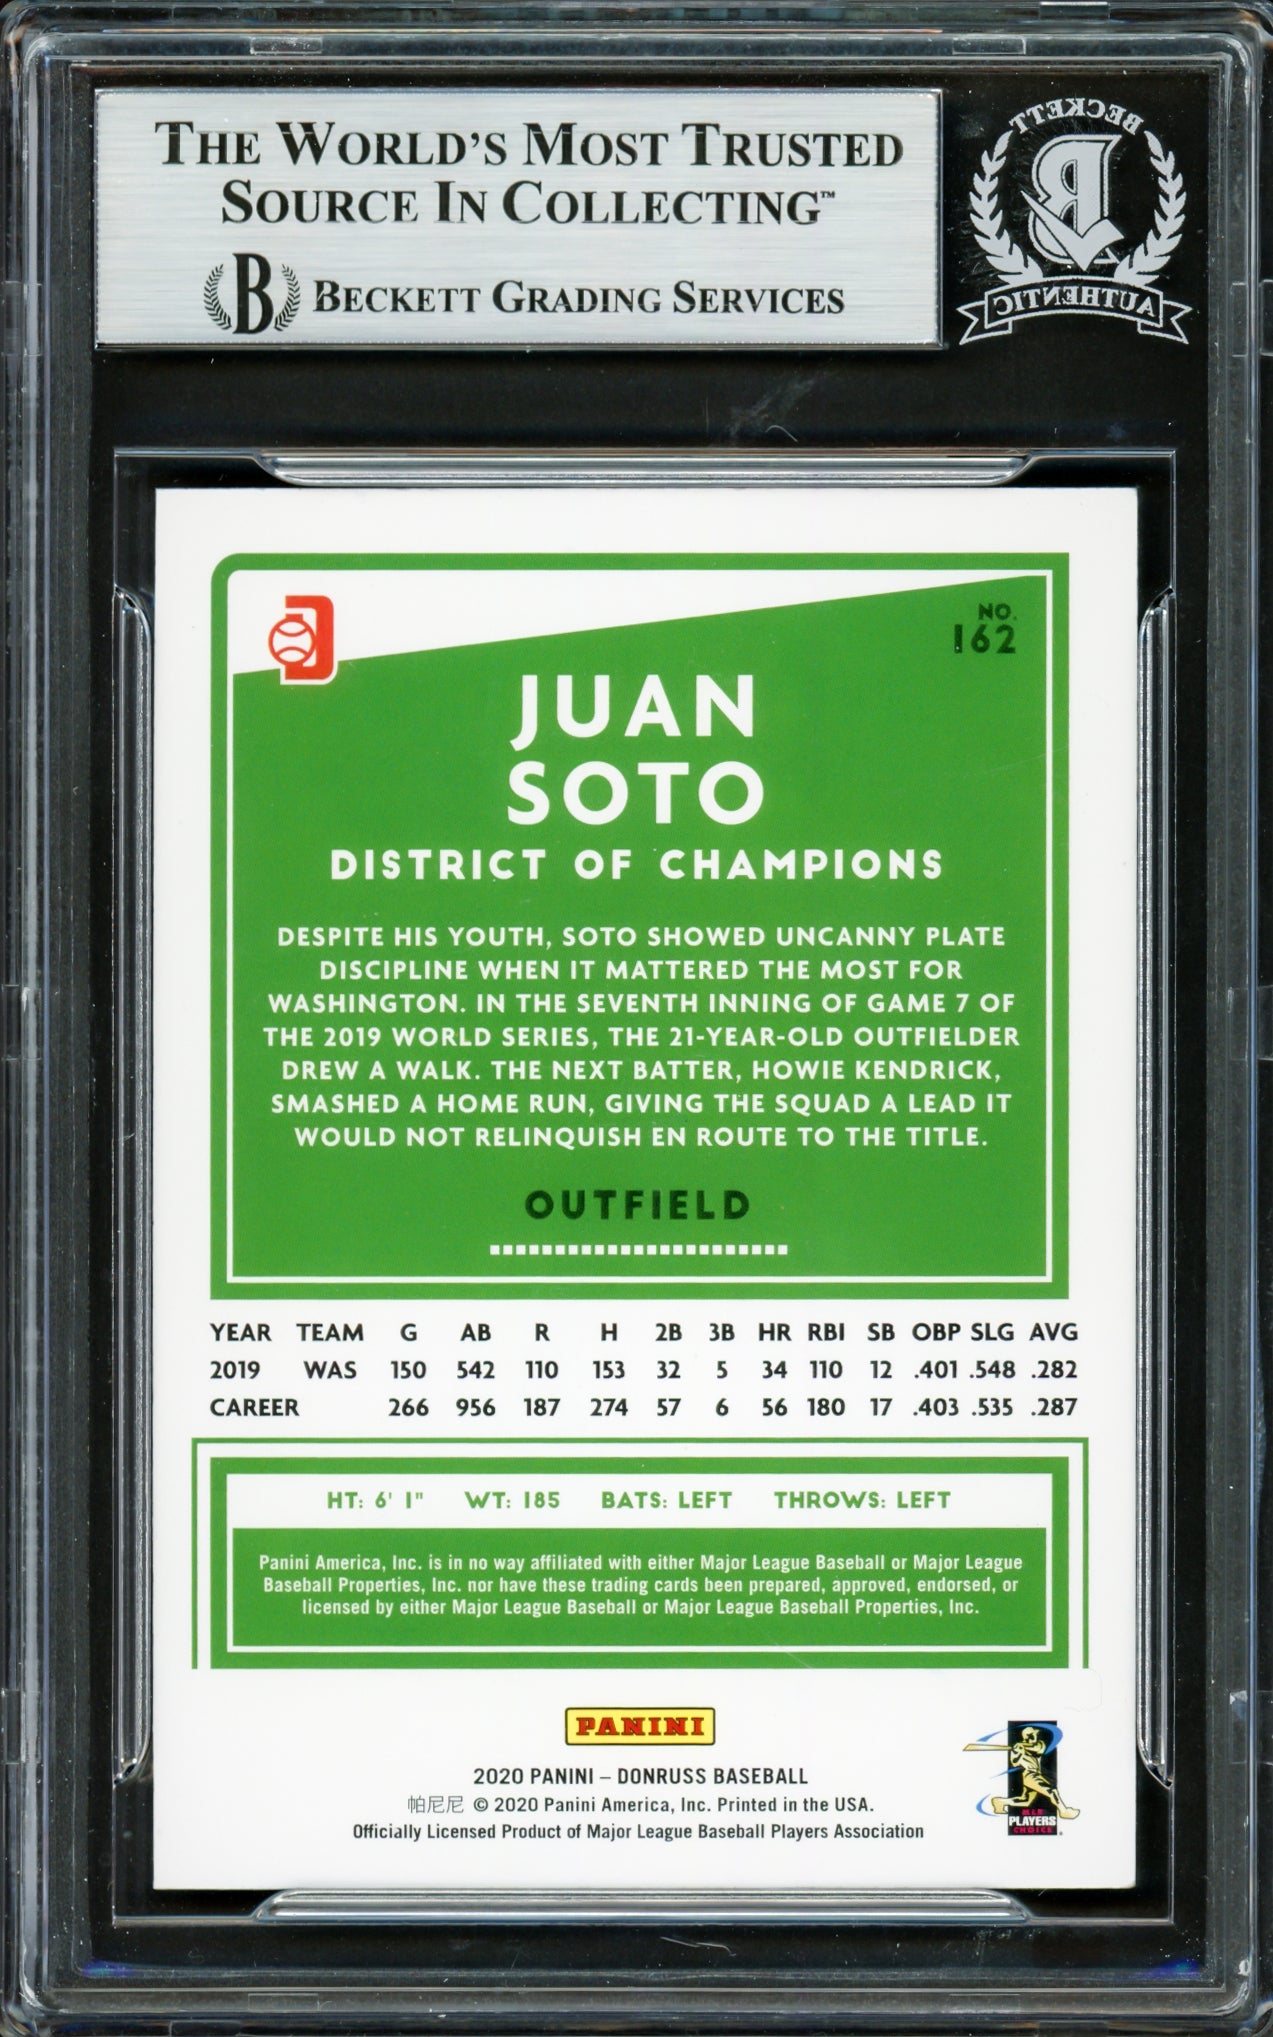 THE WORLD'S MOST TRUSTED
SOURCE IN COLLECTING™
B BECKETT GRADING SERVICES
BECKETT
B
AUTHENTIC
NO.
162
JUAN
SOTO
DISTRICT OF CHAMPIONS
DESPITE HIS YOUTH, SOTO SHOWED UNCANNY PLATE
DISCIPLINE WHEN IT MATTERED THE MOST FOR
WASHINGTON. IN THE SEVENTH INNING OF GAME 7 OF
THE 2019 WORLD SERIES, THE 21-YEAR-OLD OUTFIELDER
DREW A WALK. THE NEXT BATTER, HOWIE KENDRICK,
SMASHED A HOME RUN, GIVING THE SQUAD A LEAD IT
WOULD NOT RELINQUISH EN ROUTE TO THE TITLE.
OUTFIELD
YEAR TEAM G AB R H 2B 3B HR RBI SB OBP SLG AVG
2019 WAS 150 542 110 153 32 5 34 110 12 .401 .548 .282
CAREER 266 956 187 274 57 6 56 180 17 .403 .535 .287
HT: 6' 1" WT: 185 BATS: LEFT THROWS: LEFT
Panini America, Inc. is in no way affiliated with either Major League Baseball or Major League
Baseball Properties, Inc. nor have these trading cards been prepared, approved, endorsed, or
licensed by either Major League Baseball or Major League Baseball Properties, Inc.
PANINI
2020 PANINI – DONRUSS BASEBALL
帕尼尼 © 2020 Panini America, Inc. Printed in the USA.
Officially Licensed Product of Major League Baseball Players Association
MLB
PLAYERS
CHOICE